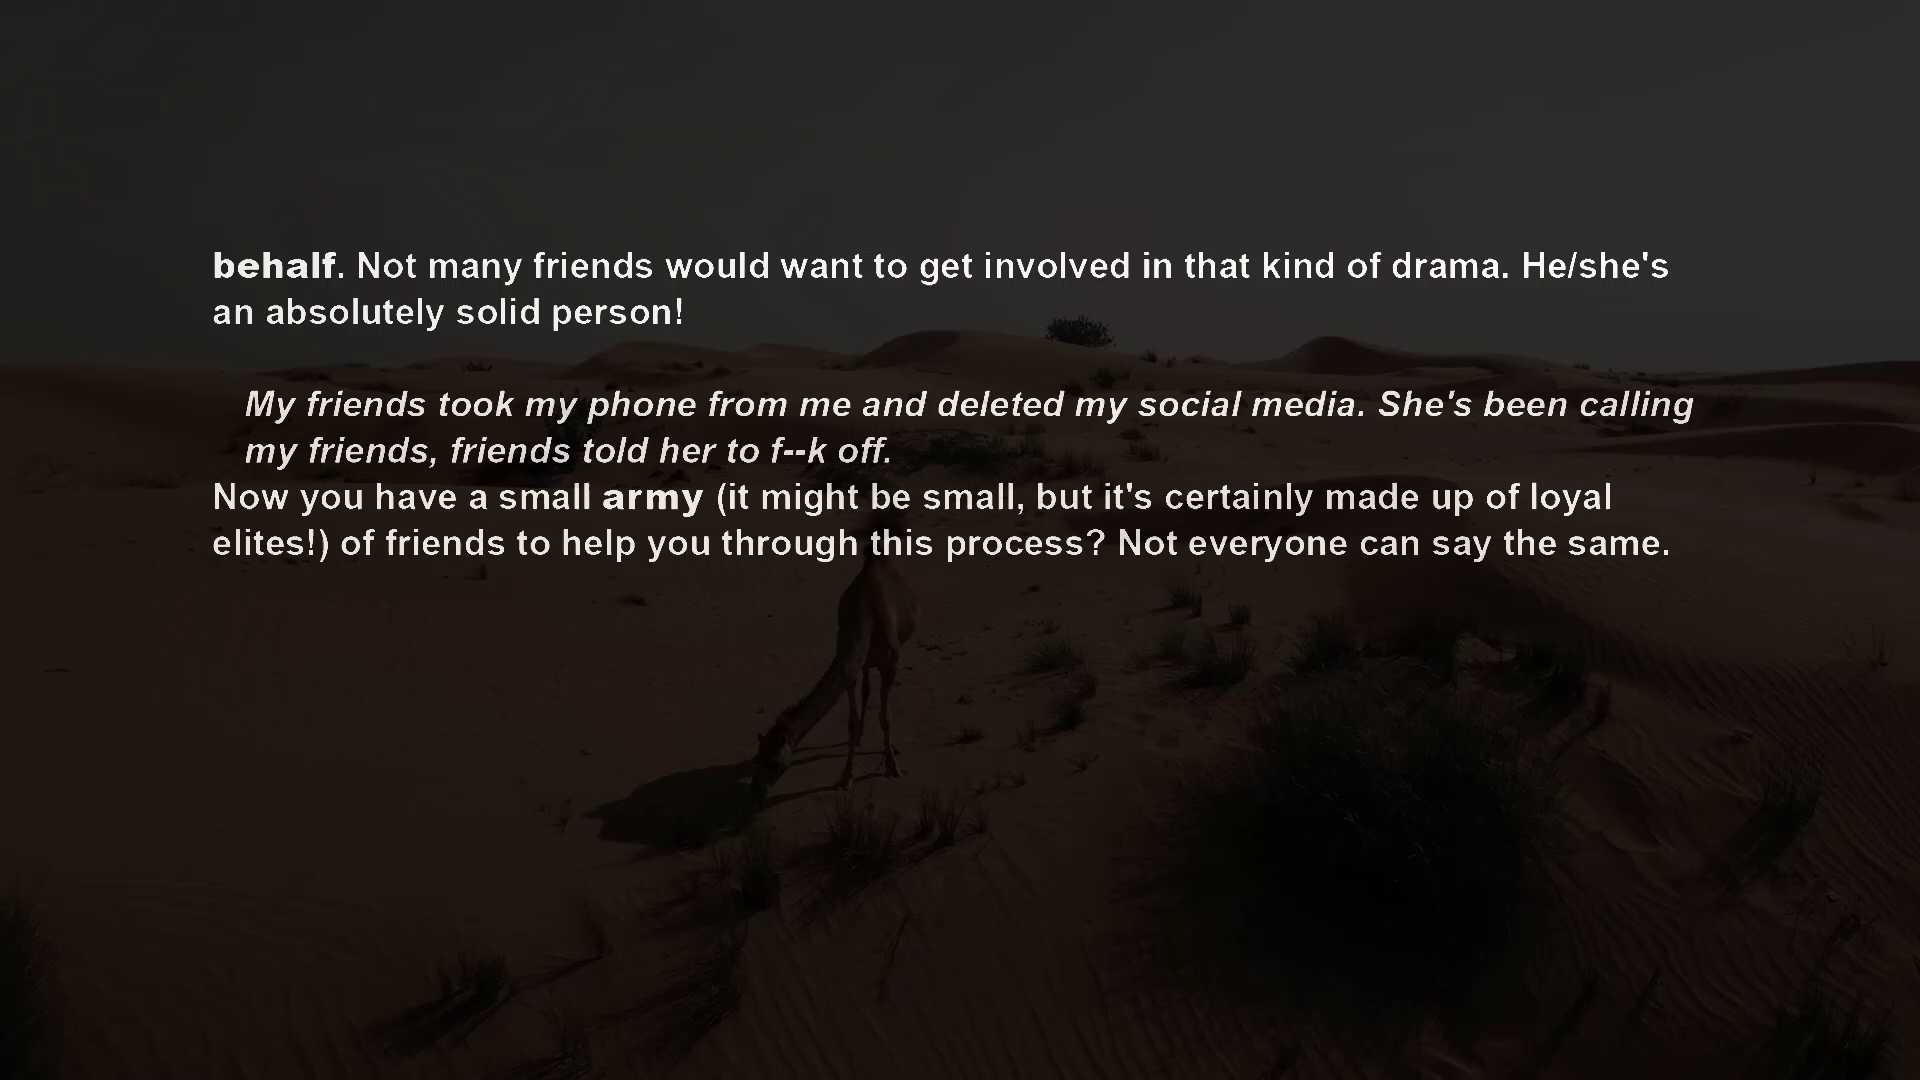 behalf. Not many friends would want to get involved in that kind of drama. He/she's
an absolutely solid person!
My friends took my phone from me and deleted my social media. She's been calling
my friends, friends told her to f--k off.
Now you have a small army (it might be small, but it's certainly made up of loyal
elites!) of friends to help you through this process? Not everyone can say the same.